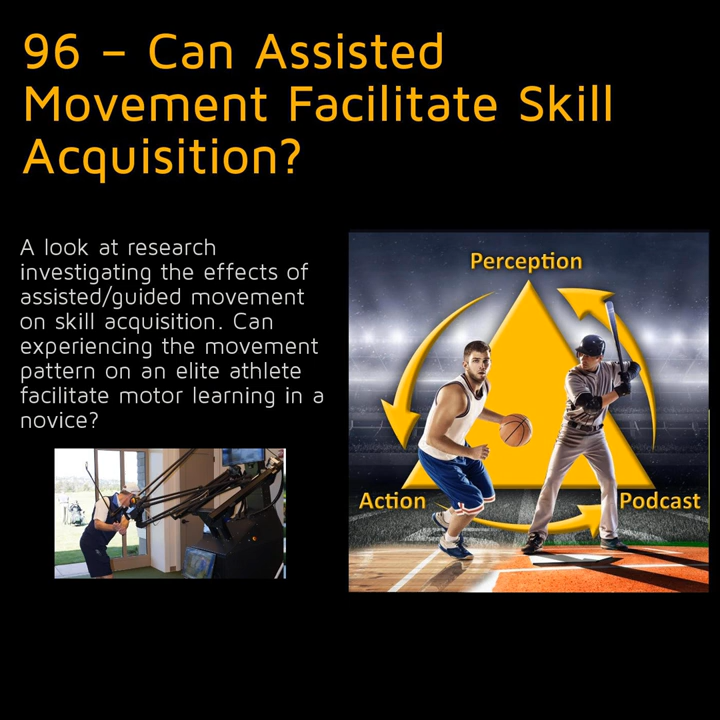 96 – Can Assisted
Movement Facilitate Skill
Acquisition?
A look at research
investigating the effects of
assisted/guided movement
on skill acquisition. Can
experiencing the movement
pattern on an elite athlete
facilitate motor learning in a
novice?
Perception
Action
Podcast